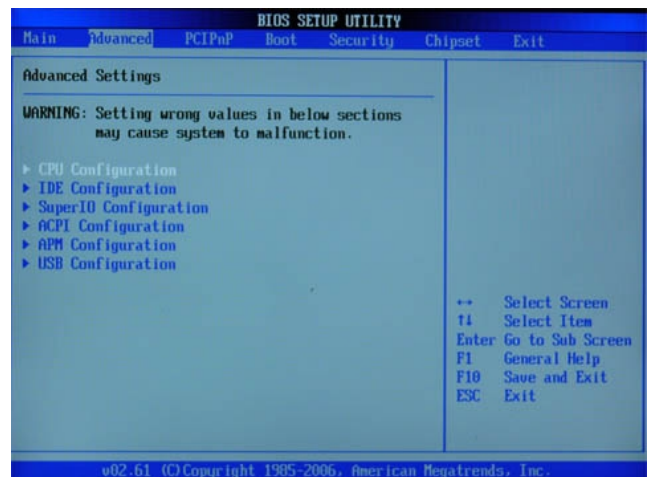 BIOS SETUP UTILITY
Main Advanced PCIPnP Boot Security Chipset Exit
Advanced Settings
WARNING: Setting wrong values in below sections
may cause system to malfunction.
▶ CPU Configuration
▶ IDE Configuration
▶ SuperIO Configuration
▶ ACPI Configuration
▶ APM Configuration
▶ USB Configuration
↔ Select Screen
↑↓ Select Item
Enter Go to Sub Screen
F1 General Help
F10 Save and Exit
ESC Exit
v02.61 (C)Copyright 1985-2006, American Megatrends, Inc.